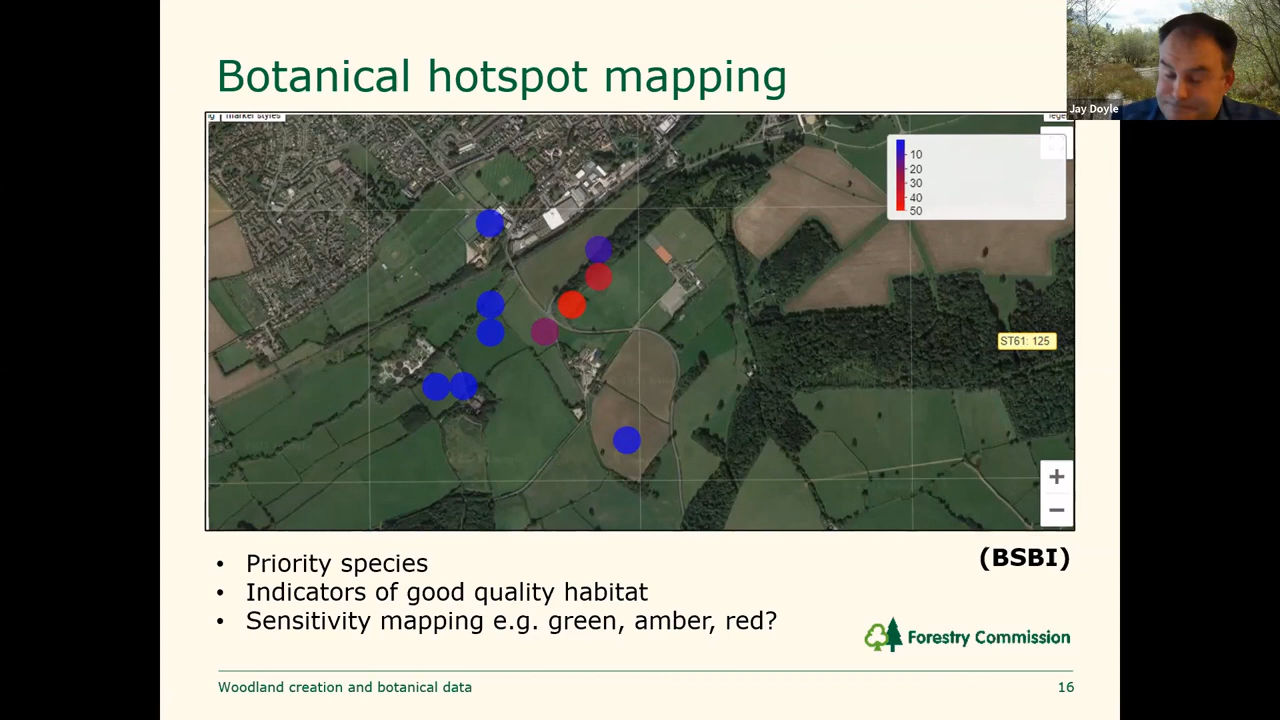 Botanical hotspot mapping
Jay Doyle
marker styles
10
20
30
40
50
ST61: 125
+
−
• Priority species
• Indicators of good quality habitat
• Sensitivity mapping e.g. green, amber, red?
(BSBI)
Forestry Commission
Woodland creation and botanical data
16